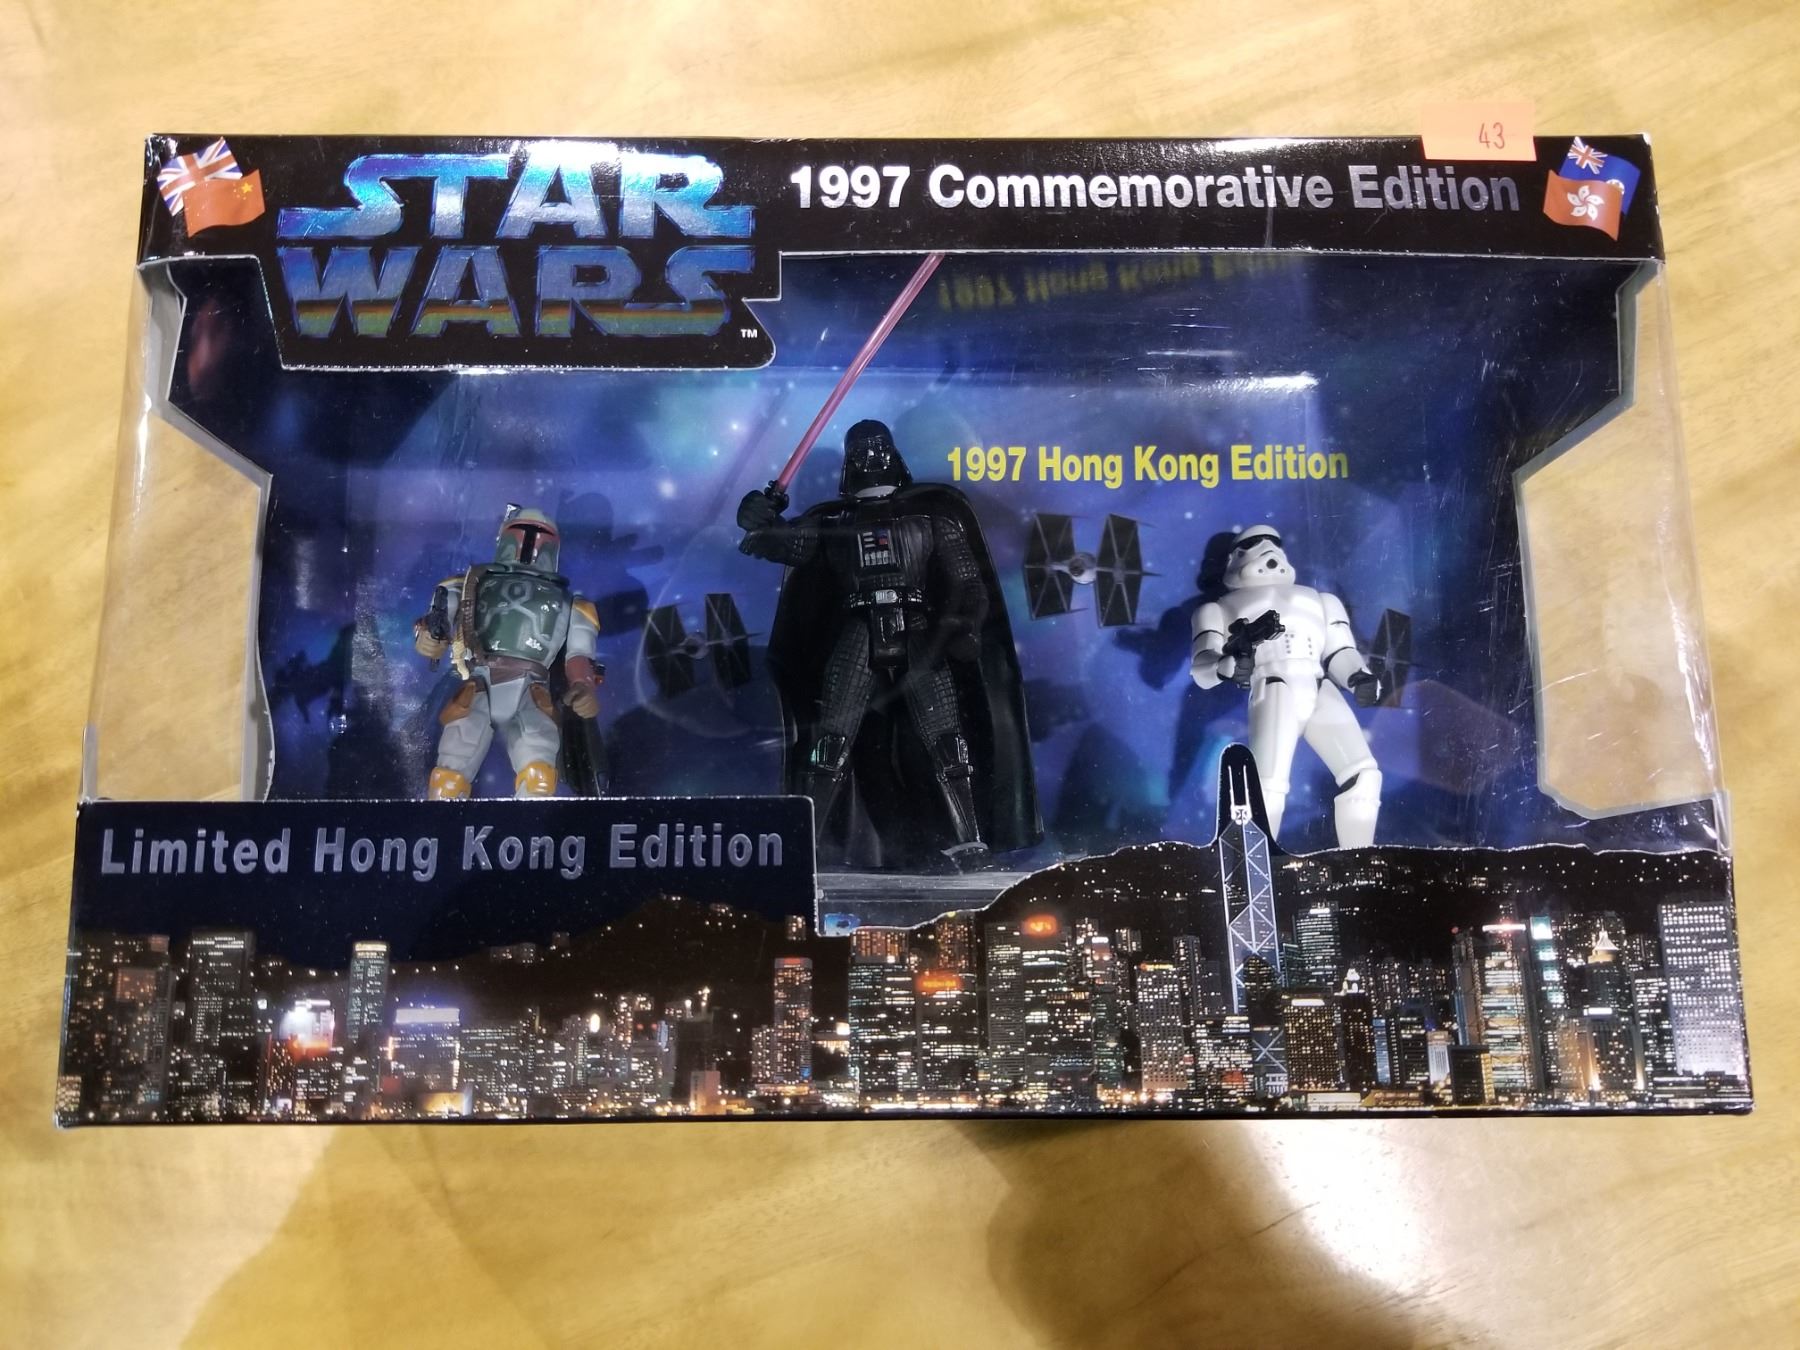 43
STAR
WARS
TM
1997 Commemorative Edition
1997 Hong Kong Edition
Limited Hong Kong Edition